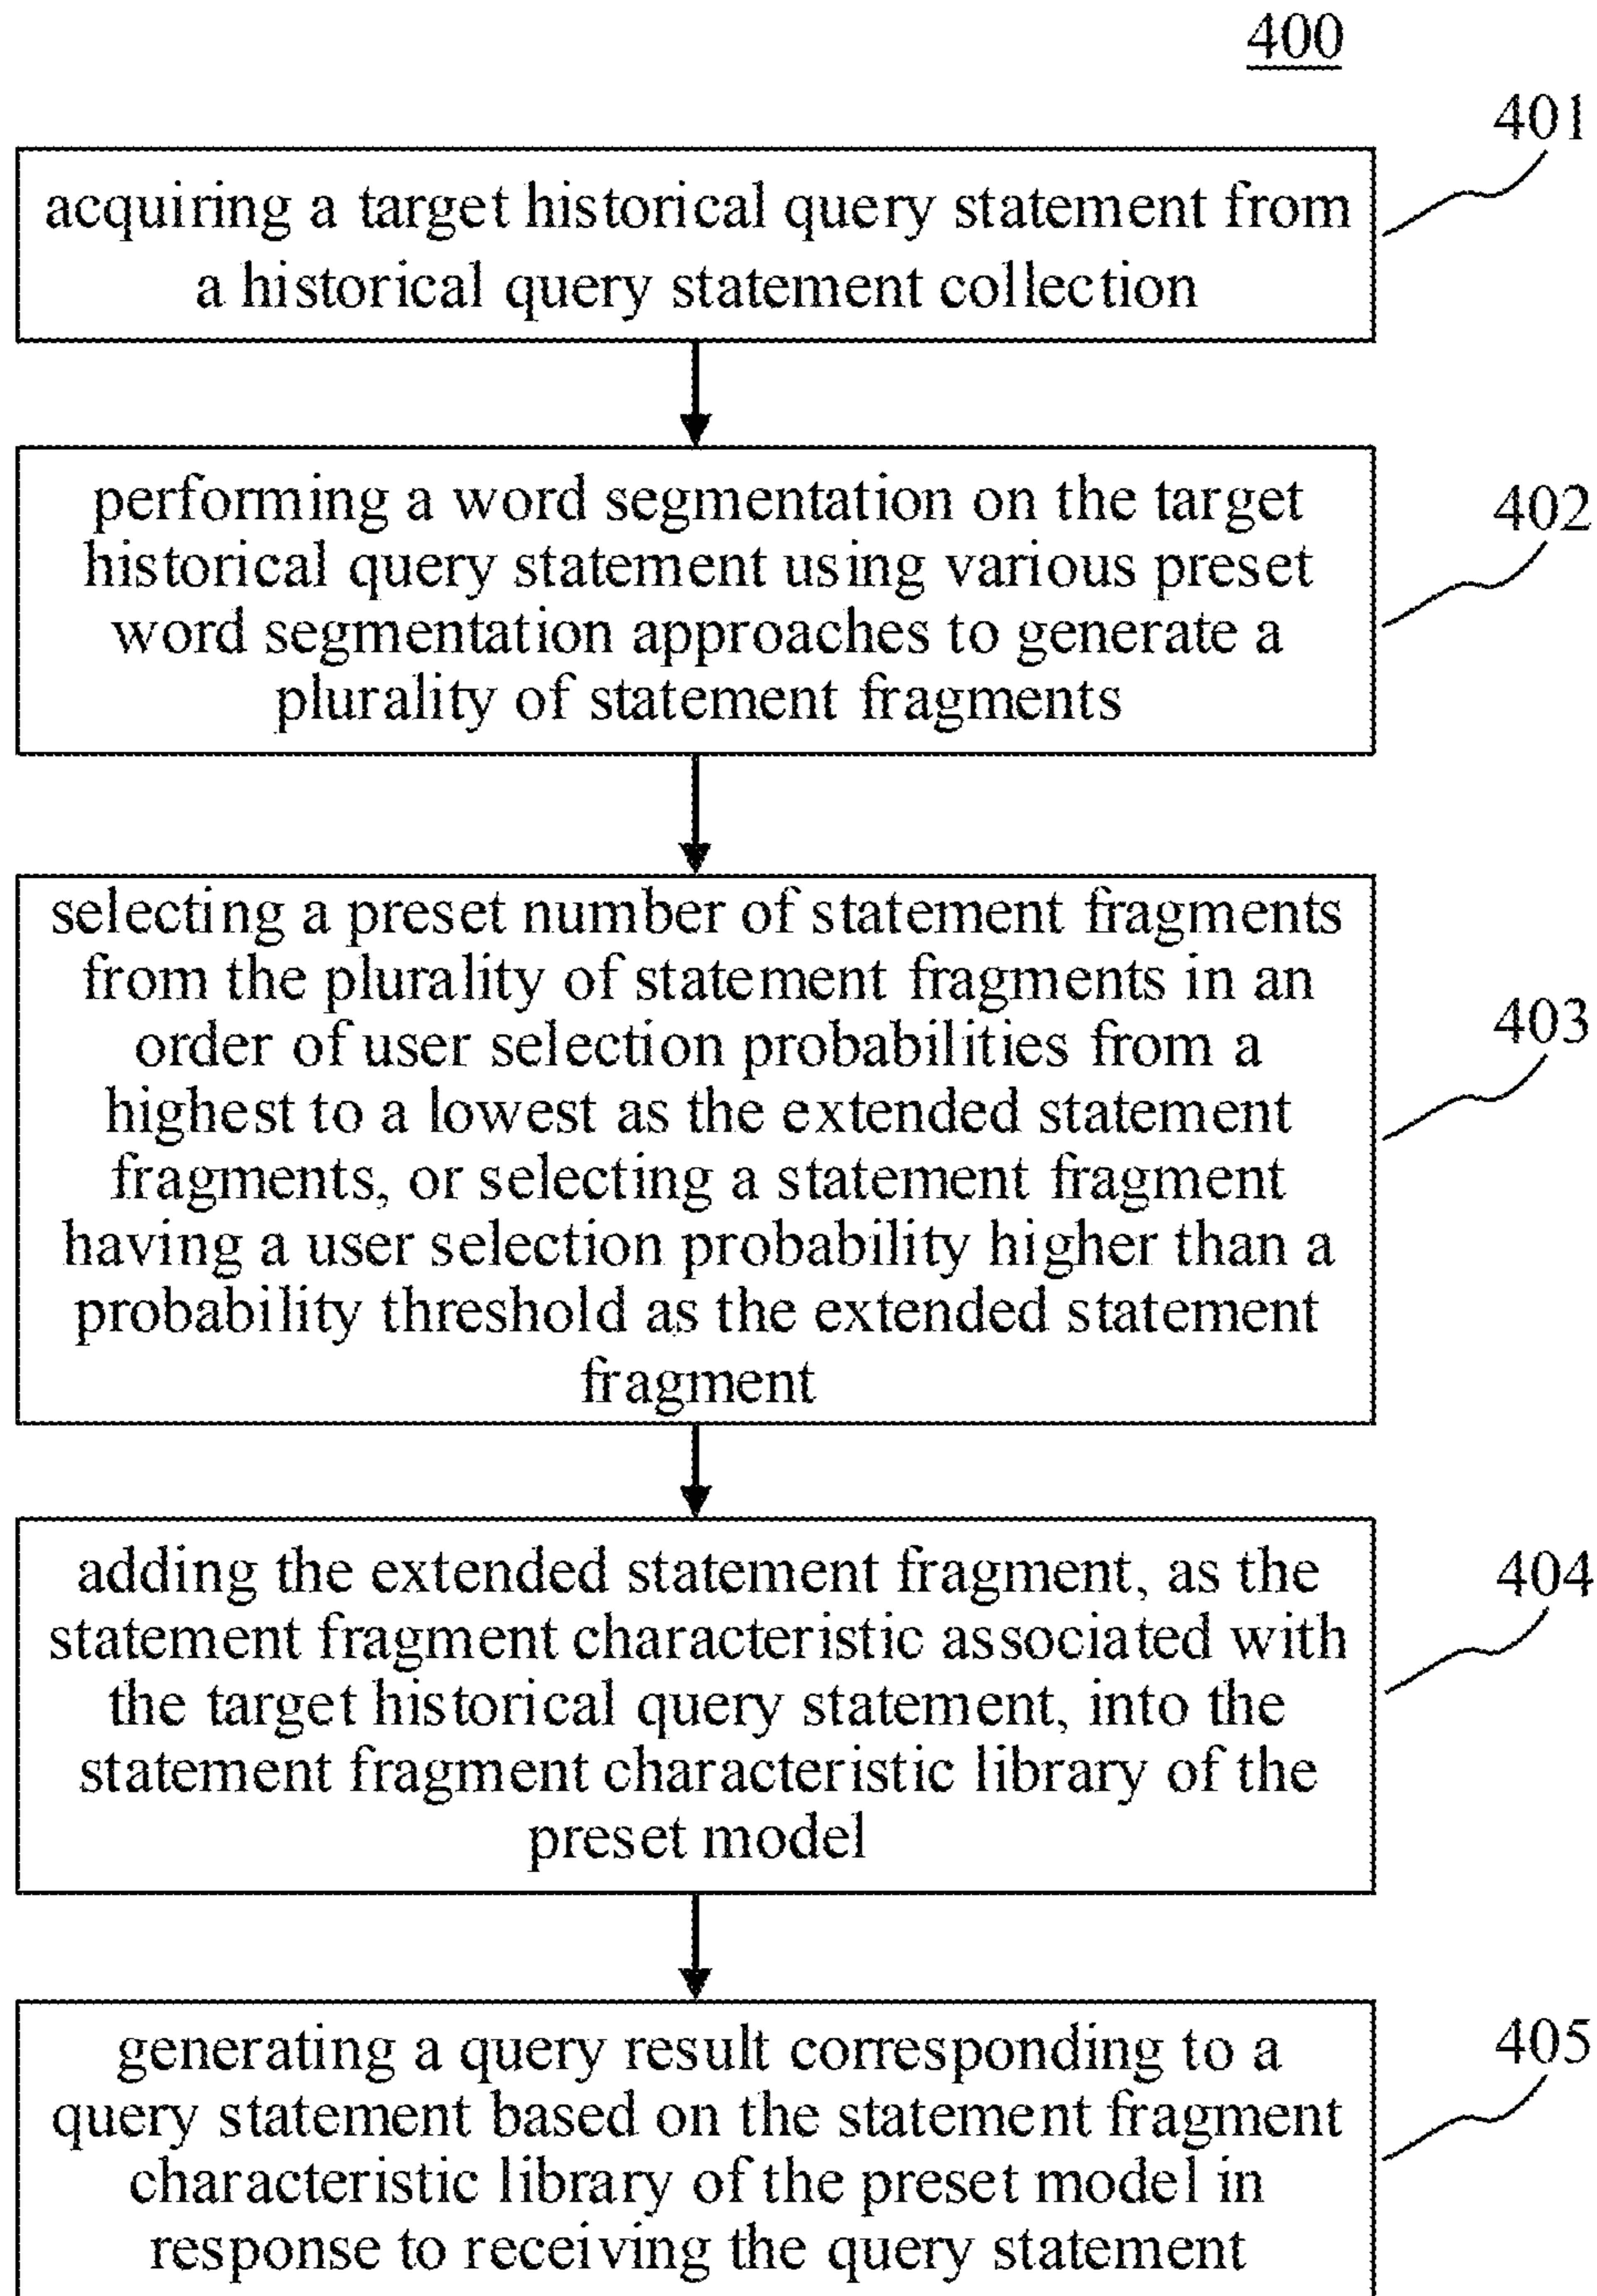 400
401
acquiring a target historical query statement from
a historical query statement collection
402
performing a word segmentation on the target
historical query statement using various preset
word segmentation approaches to generate a
plurality of statement fragments
403
selecting a preset number of statement fragments
from the plurality of statement fragments in an
order of user selection probabilities from a
highest to a lowest as the extended statement
fragments, or selecting a statement fragment
having a user selection probability higher than a
probability threshold as the extended statement
fragment
404
adding the extended statement fragment, as the
statement fragment characteristic associated with
the target historical query statement, into the
statement fragment characteristic library of the
preset model
405
generating a query result corresponding to a
query statement based on the statement fragment
characteristic library of the preset model in
response to receiving the query statement